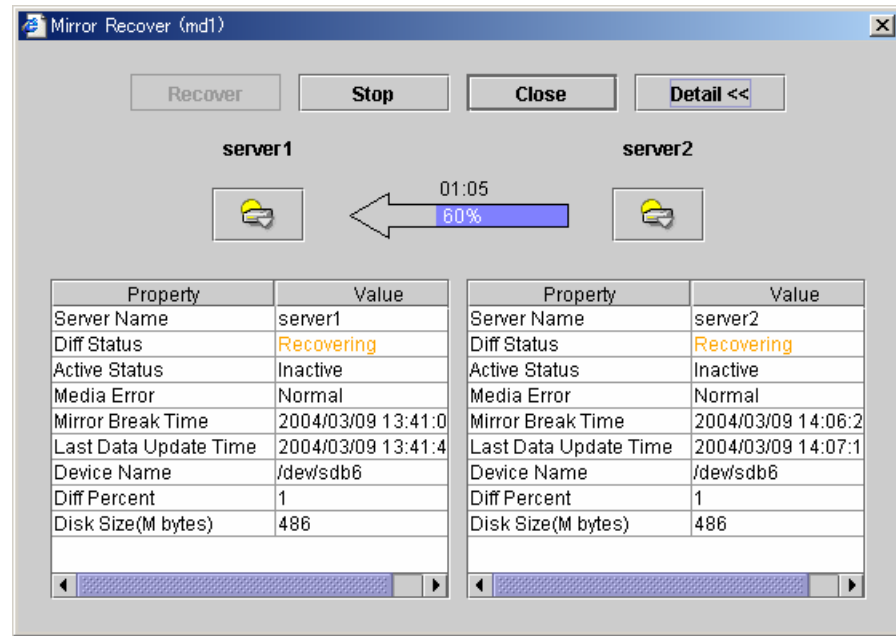 Mirror Recover (md1)
Recover Stop Close Detail <<
server1 server2
01:05
60%
Property Value
Server Name server1
Diff Status Recovering
Active Status Inactive
Media Error Normal
Mirror Break Time 2004/03/09 13:41:0
Last Data Update Time 2004/03/09 13:41:4
Device Name /dev/sdb6
Diff Percent 1
Disk Size(M bytes) 486
Property Value
Server Name server2
Diff Status Recovering
Active Status Inactive
Media Error Normal
Mirror Break Time 2004/03/09 14:06:2
Last Data Update Time 2004/03/09 14:07:1
Device Name /dev/sdb6
Diff Percent 1
Disk Size(M bytes) 486